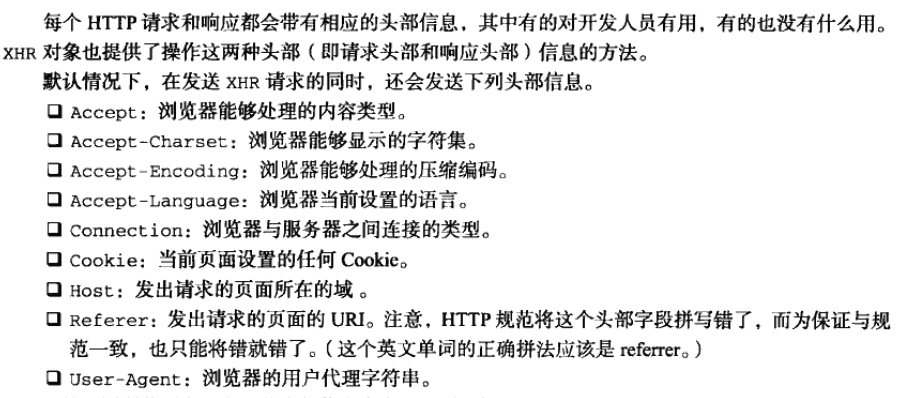 每个 HTTP 请求和响应都会带有相应的头部信息，其中有的对开发人员有用，有的也没有什么用。
XHR 对象也提供了操作这两种头部（即请求头部和响应头部）信息的方法。
默认情况下，在发送 XHR 请求的同时，还会发送下列头部信息。
❑ Accept：浏览器能够处理的内容类型。
❑ Accept-Charset：浏览器能够显示的字符集。
❑ Accept-Encoding：浏览器能够处理的压缩编码。
❑ Accept-Language：浏览器当前设置的语言。
❑ Connection：浏览器与服务器之间连接的类型。
❑ Cookie：当前页面设置的任何 Cookie。
❑ Host：发出请求的页面所在的域 。
❑ Referer：发出请求的页面的 URI。注意，HTTP 规范将这个头部字段拼写错了，而为保证与规
范一致，也只能将错就错了。（这个英文单词的正确拼法应该是 referrer。）
❑ User-Agent：浏览器的用户代理字符串。